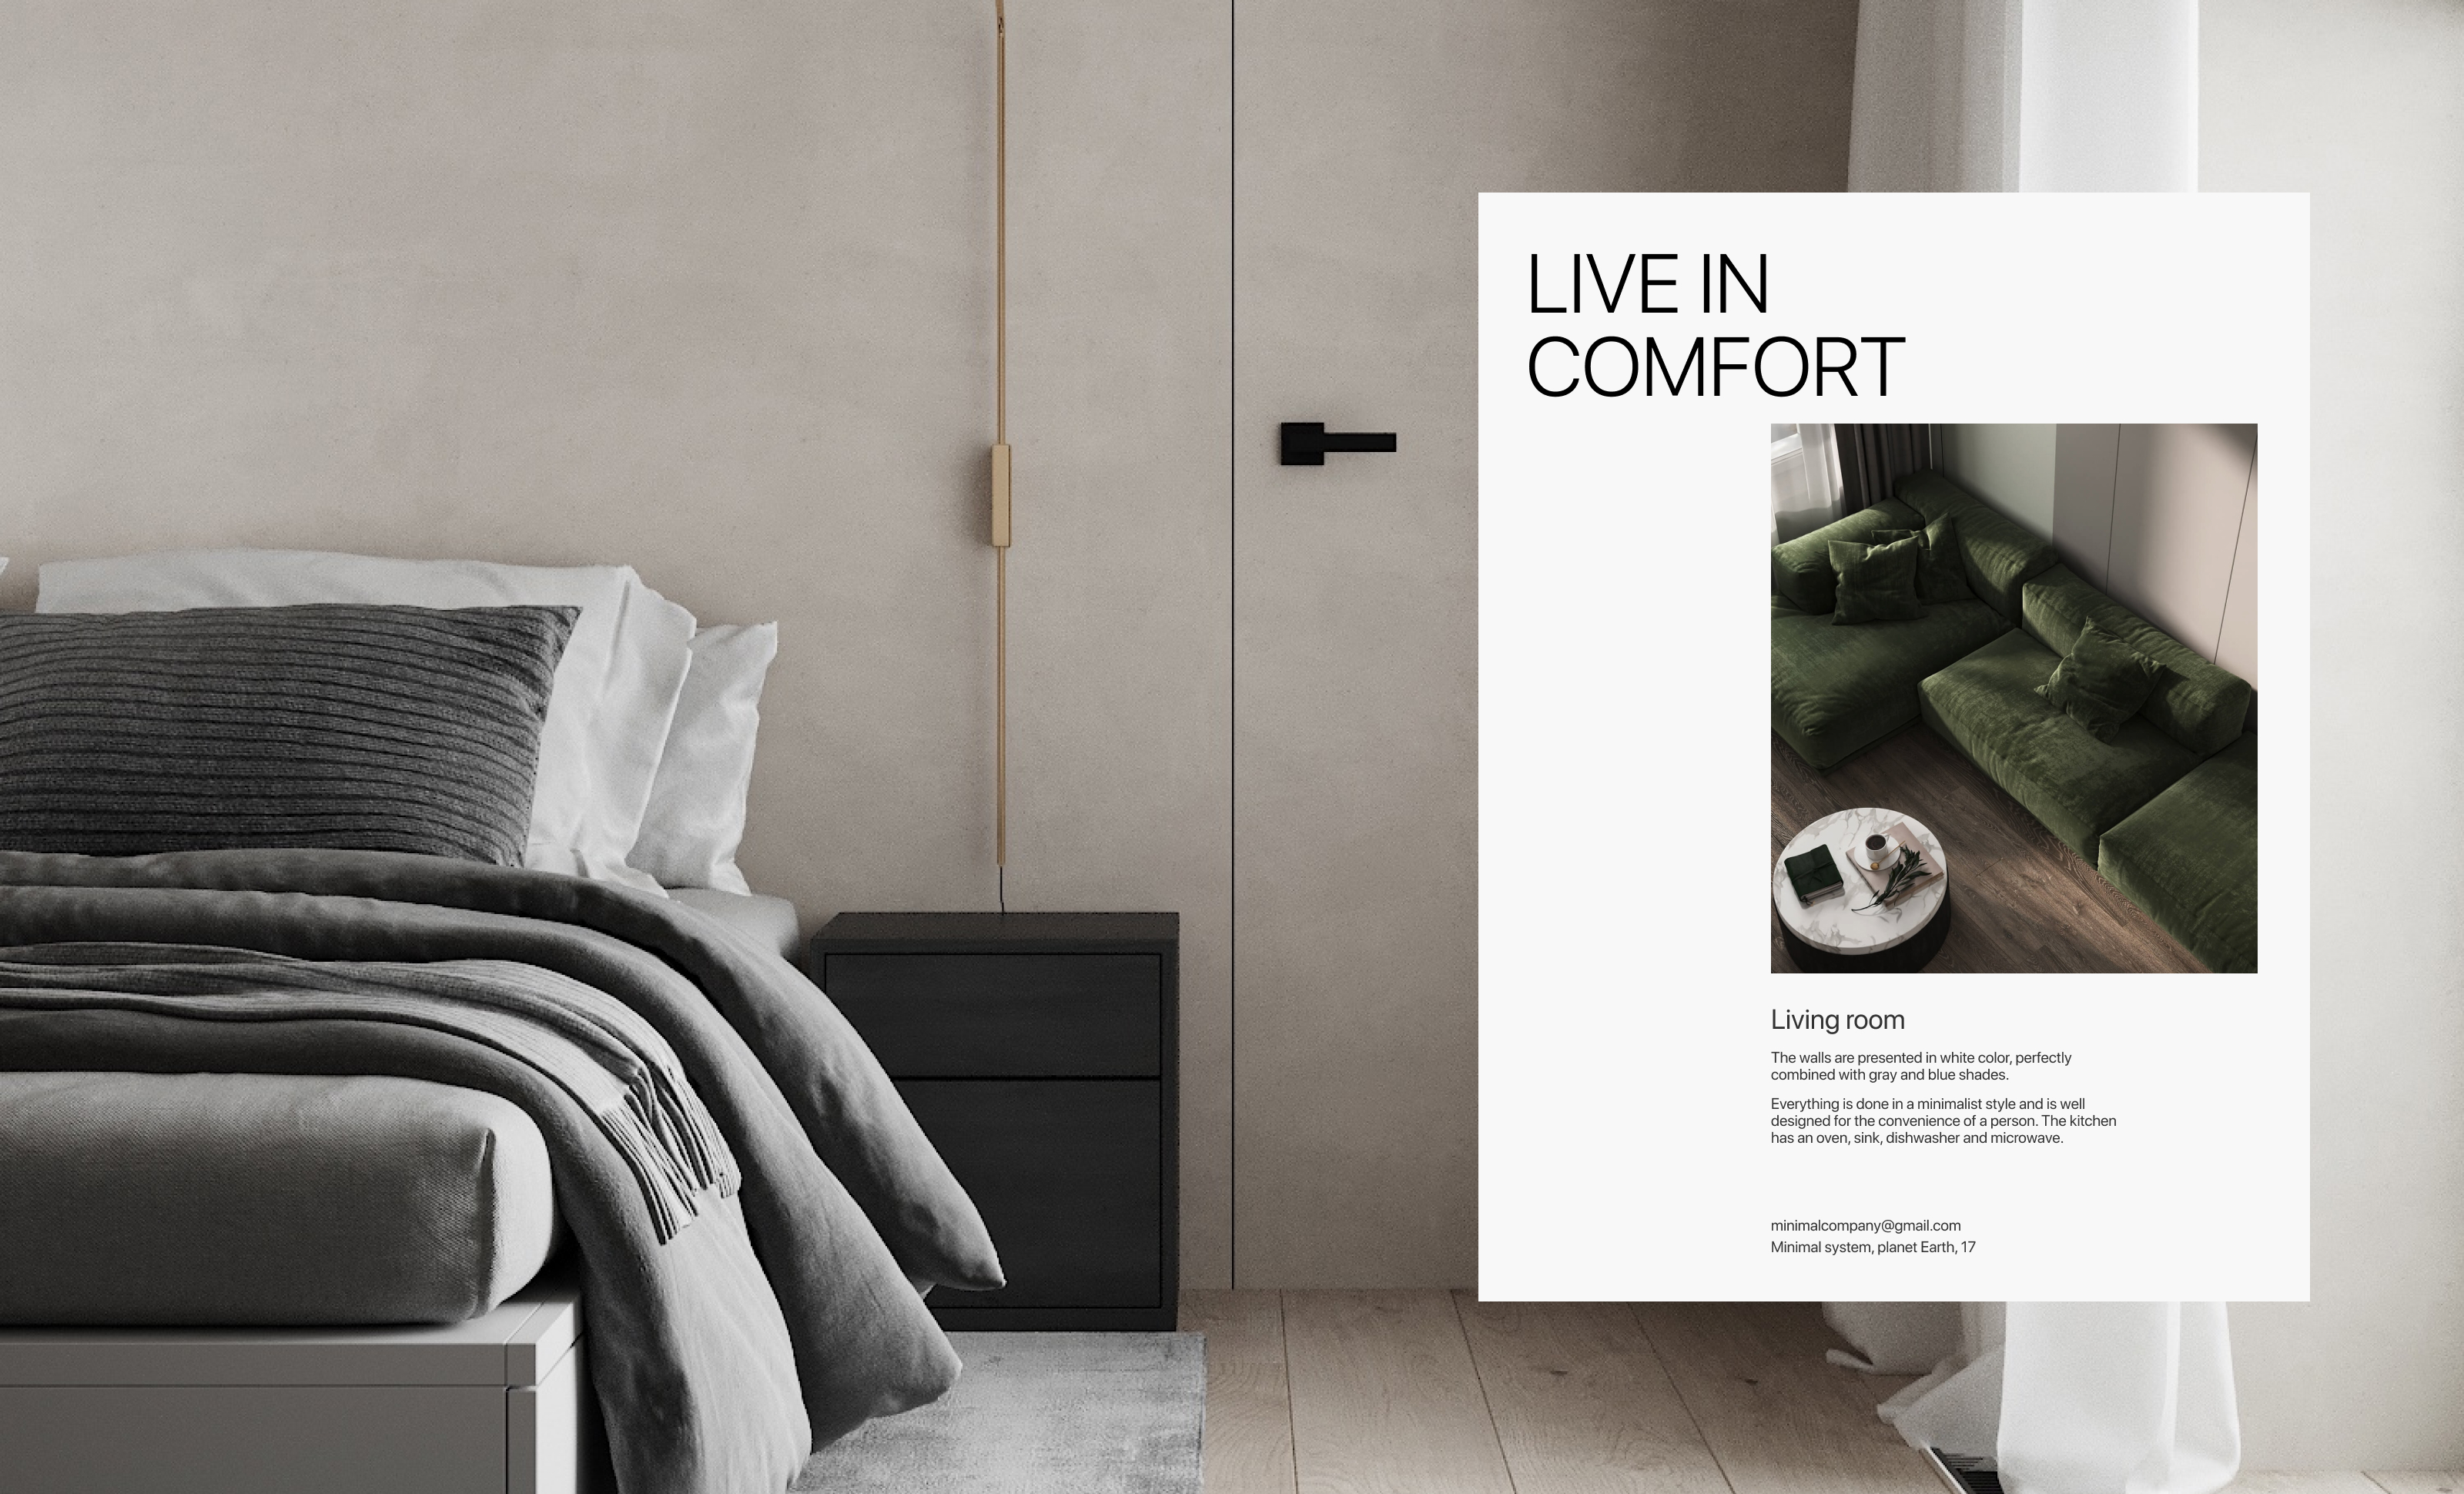 LIVE IN
COMFORT
Living room
The walls are presented in white color, perfectly
combined with gray and blue shades.
Everything is done in a minimalist style and is well
designed for the convenience of a person. The kitchen
has an oven, sink, dishwasher and microwave.
minimalcompany@gmail.com
Minimal system, planet Earth, 17